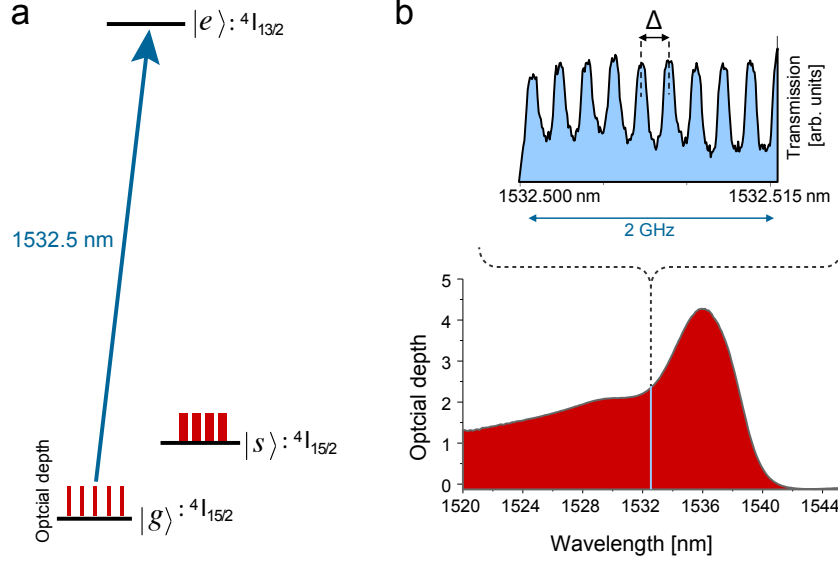 a
|e⟩: ⁴I₁₃/₂
1532.5 nm
|s⟩: ⁴I₁₅/₂
Optcial depth
|g⟩: ⁴I₁₅/₂
b
Δ
Transmission
[arb. units]
1532.500 nm
1532.515 nm
2 GHz
5
4
3
2
1
0
Optcial depth
1520 1524 1528 1532 1536 1540 1544
Wavelength [nm]